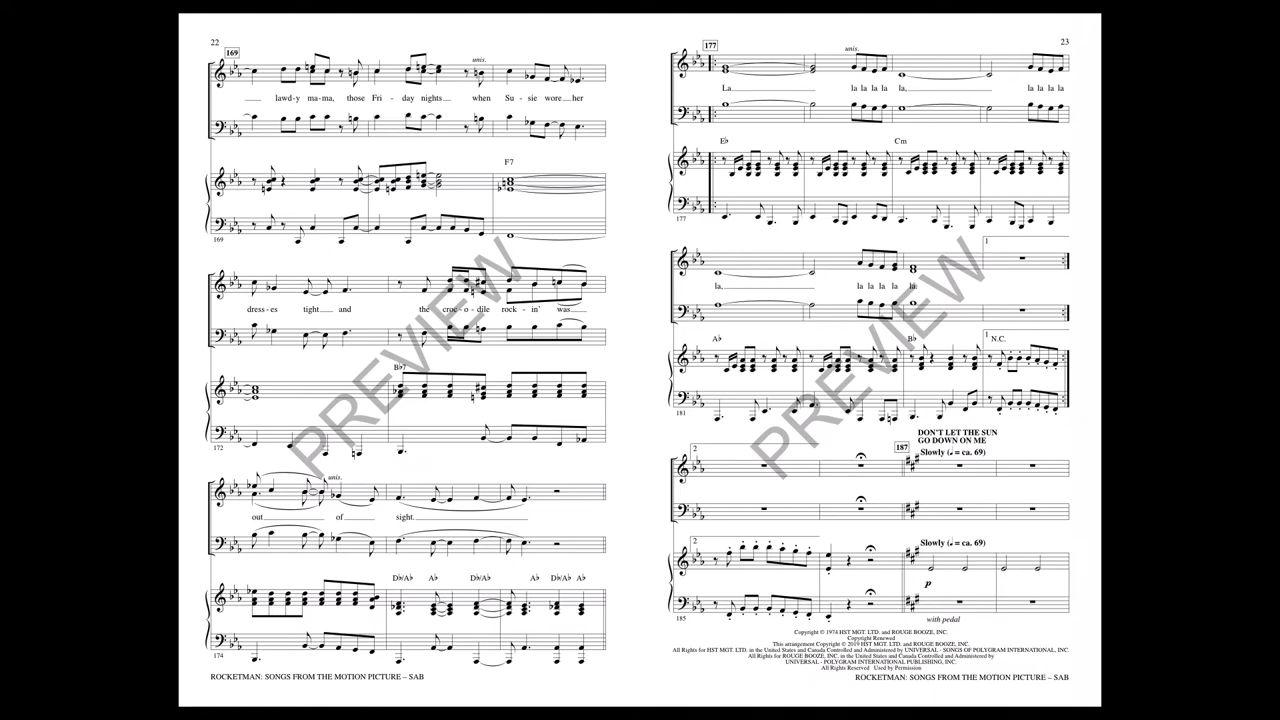 22
169
unis.
lawd-y ma-ma, those Fri - day nights when Su - sie wore her
F7
169
dress-es tight and the croc-o-dile rock - in' was
B♭7
172
unis.
out of sight.
D♭/A♭ A♭ D♭/A♭ A♭ D♭/A♭ A♭
174
ROCKETMAN: SONGS FROM THE MOTION PICTURE – SAB
23
177
unis.
La la la la la la, la la la la
E♭ Cm
177
1
la, la la la la la.
A♭ B♭ 1 N.C.
181
DON'T LET THE SUN
GO DOWN ON ME
2 187 Slowly (♩ = ca. 69)
2 Slowly (♩ = ca. 69)
p
185
with pedal
Copyright © 1974 HST MGT. LTD. and ROUGE BOOZE, INC.
Copyright Renewed
This arrangement Copyright © 2019 HST MGT. LTD. and ROUGE BOOZE, INC.
All Rights for HST MGT. LTD. in the United States and Canada Controlled and Administered by UNIVERSAL - SONGS OF POLYGRAM INTERNATIONAL, INC.
All Rights for ROUGE BOOZE, INC. in the United States and Canada Controlled and Administered by
UNIVERSAL - POLYGRAM INTERNATIONAL PUBLISHING, INC.
All Rights Reserved Used by Permission
ROCKETMAN: SONGS FROM THE MOTION PICTURE – SAB
PREVIEW
PREVIEW